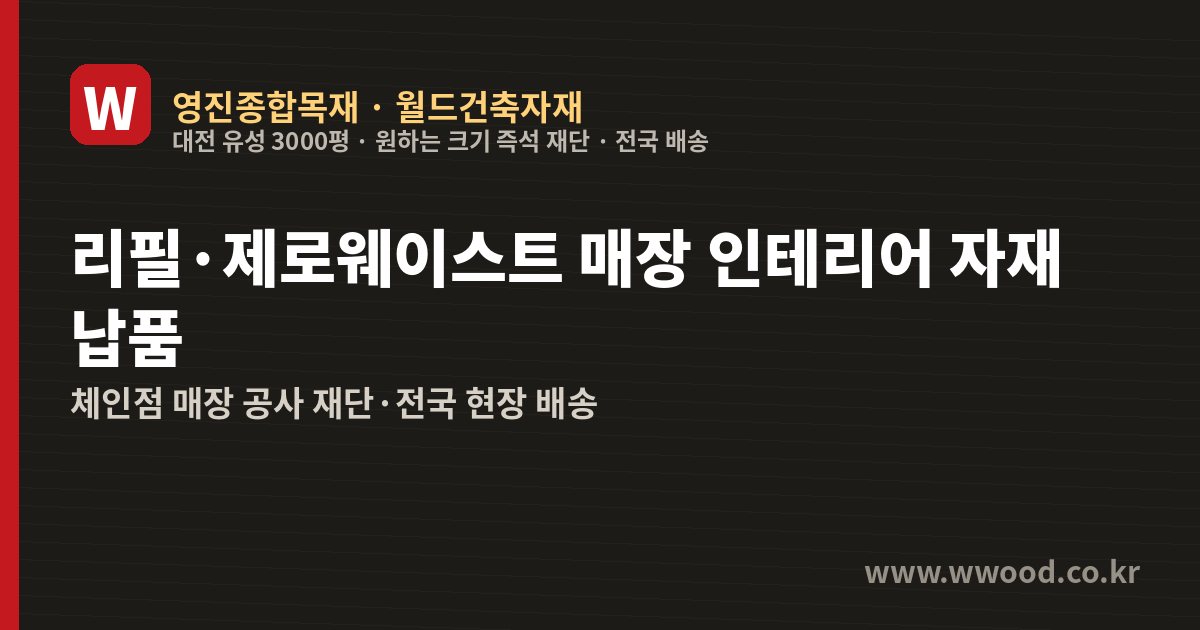 W
영진종합목재 · 월드건축자재
대전 유성 3000평 · 원하는 크기 즉석 재단 · 전국 배송
리필·제로웨이스트 매장 인테리어 자재
납품
체인점 매장 공사 재단·전국 현장 배송
www.wwood.co.kr